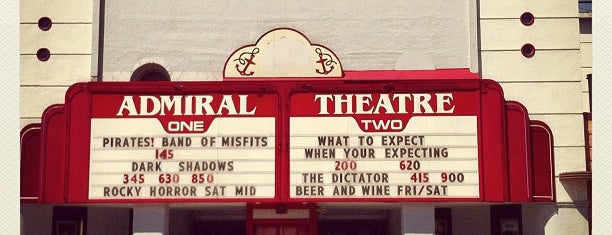 ADMIRAL THEATRE
ONE
PIRATES! BAND OF MISFITS
145
DARK SHADOWS
345 630 850
ROCKY HORROR SAT MID
TWO
WHAT TO EXPECT
WHEN YOUR EXPECTING
200 620
THE DICTATOR 415 900
BEER AND WINE FRI/SAT